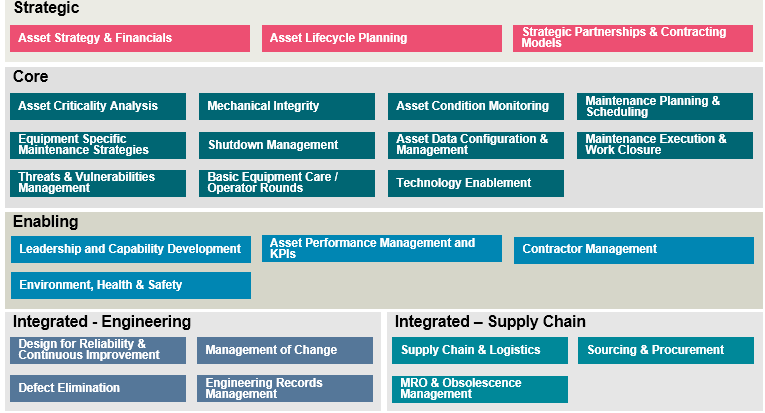 Strategic
Asset Strategy & Financials
Asset Lifecycle Planning
Strategic Partnerships & Contracting
Models
Core
Asset Criticality Analysis
Mechanical Integrity
Asset Condition Monitoring
Maintenance Planning &
Scheduling
Equipment Specific
Maintenance Strategies
Shutdown Management
Asset Data Configuration &
Management
Maintenance Execution &
Work Closure
Threats & Vulnerabilities
Management
Basic Equipment Care /
Operator Rounds
Technology Enablement
Enabling
Leadership and Capability Development
Asset Performance Management and
KPIs
Contractor Management
Environment, Health & Safety
Integrated - Engineering
Design for Reliability &
Continuous Improvement
Management of Change
Defect Elimination
Engineering Records
Management
Integrated – Supply Chain
Supply Chain & Logistics
Sourcing & Procurement
MRO & Obsolescence
Management